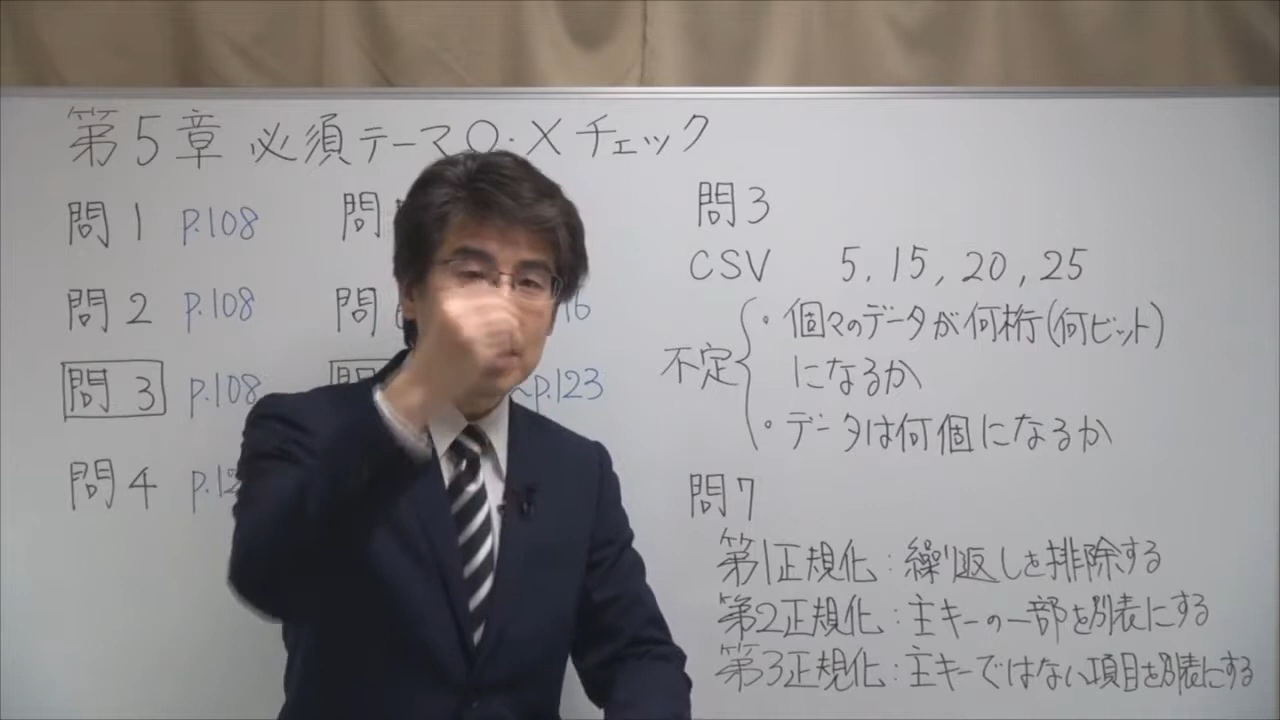 第5章 必須テーマ○・×チェック
問1 p.108
問2 p.108
問3 p.108
問4 p.12
問
問 16
~p.123
問3
CSV 5, 15, 20, 25
不定
・個々のデータが何桁(何ビット)
になるか
・データは何個になるか
問7
第1正規化：繰り返しを排除する
第2正規化：主キーの一部を別表にする
第3正規化：主キーではない項目を別表にする